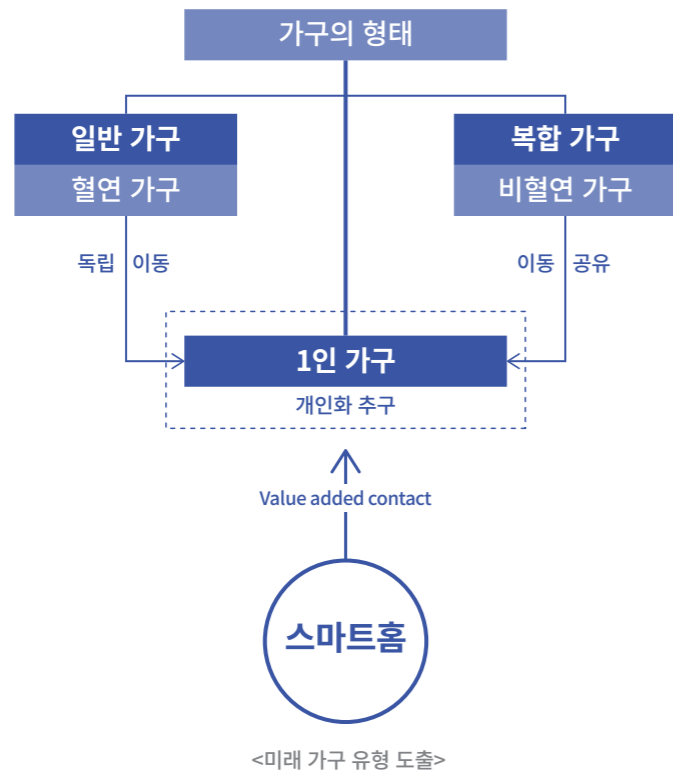 가구의 형태
일반 가구
혈연 가구
복합 가구
비혈연 가구
독립 이동
이동 공유
1인 가구
개인화 추구
Value added contact
스마트홈
<미래 가구 유형 도출>